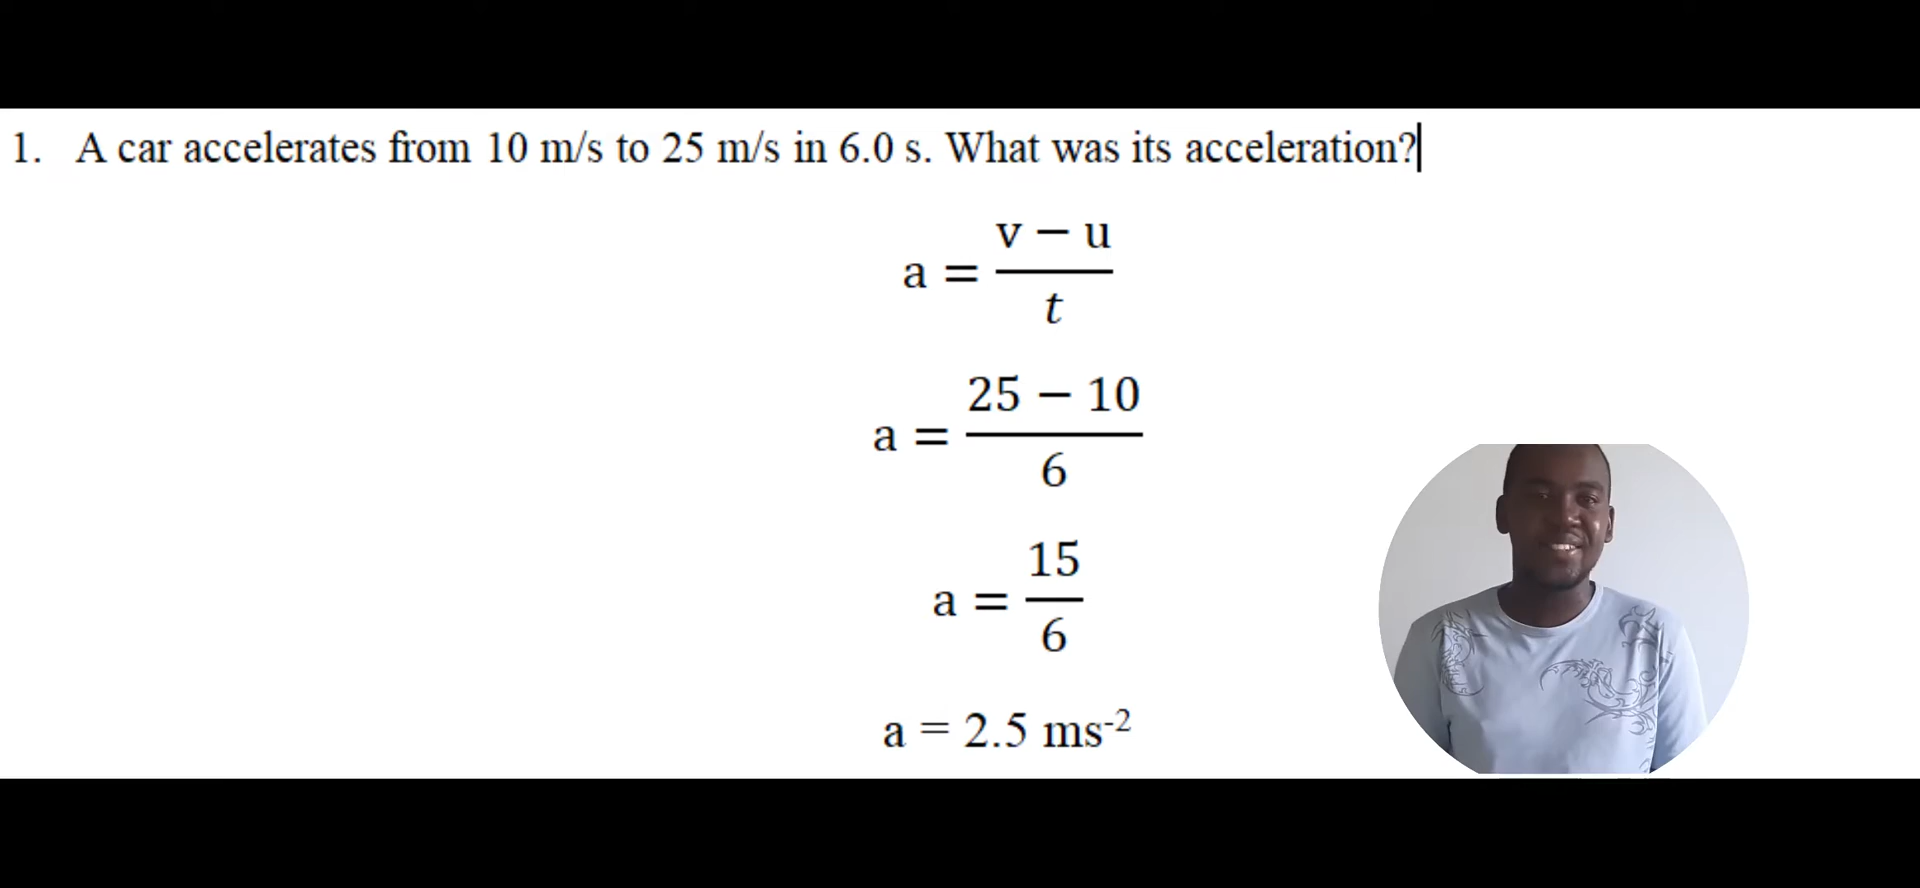 1. A car accelerates from 10 m/s to 25 m/s in 6.0 s. What was its acceleration?
a = v − u / t
a = 25 − 10 / 6
a = 15 / 6
a = 2.5 ms⁻²